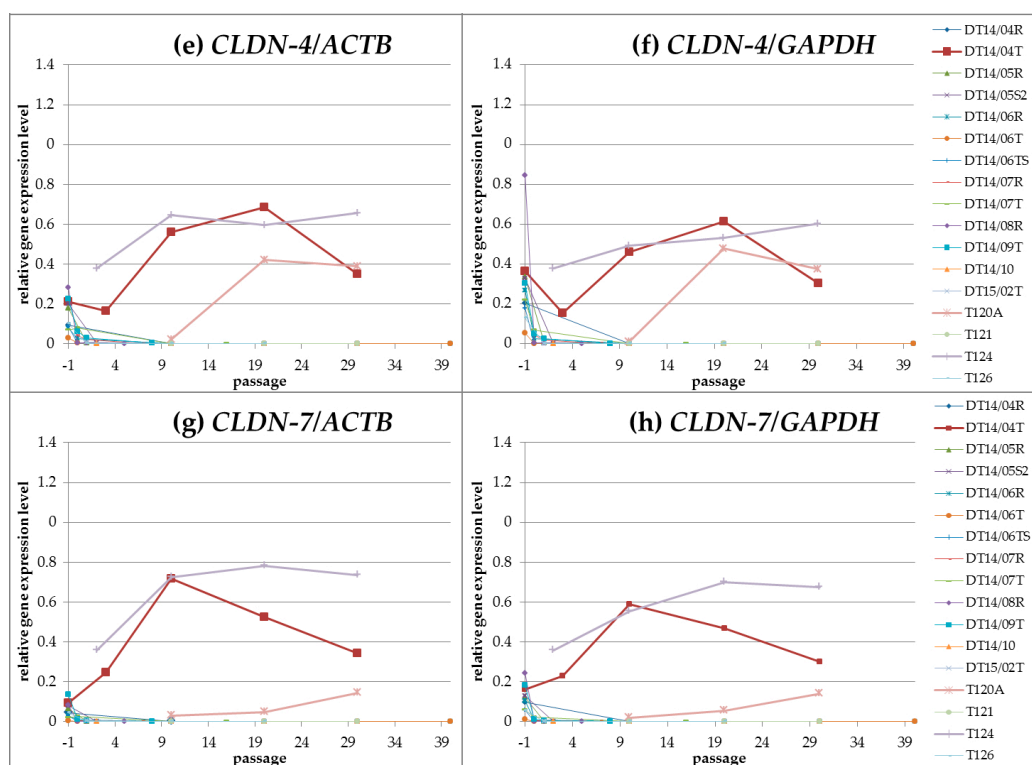 (e) CLDN-4/ACTB
1.4
1.2
0
0.8
0.6
0.4
0.2
0
-1 4 9 14 19 24 29 34 39
passage
relative gene expression level
(f) CLDN-4/GAPDH
1.4
1.2
0
0.8
0.6
0.4
0.2
0
-1 4 9 14 19 24 29 34 39
passage
relative gene expression level
DT14/04R
DT14/04T
DT14/05R
DT14/05S2
DT14/06R
DT14/06T
DT14/06TS
DT14/07R
DT14/07T
DT14/08R
DT14/09T
DT14/10
DT15/02T
T120A
T121
T124
T126
(g) CLDN-7/ACTB
1.4
1.2
0
0.8
0.6
0.4
0.2
0
-1 4 9 14 19 24 29 34 39
passage
relative gene expression level
(h) CLDN-7/GAPDH
1.4
1.2
0
0.8
0.6
0.4
0.2
0
-1 4 9 14 19 24 29 34 39
passage
relative gene expression level
DT14/04R
DT14/04T
DT14/05R
DT14/05S2
DT14/06R
DT14/06T
DT14/06TS
DT14/07R
DT14/07T
DT14/08R
DT14/09T
DT14/10
DT15/02T
T120A
T121
T124
T126